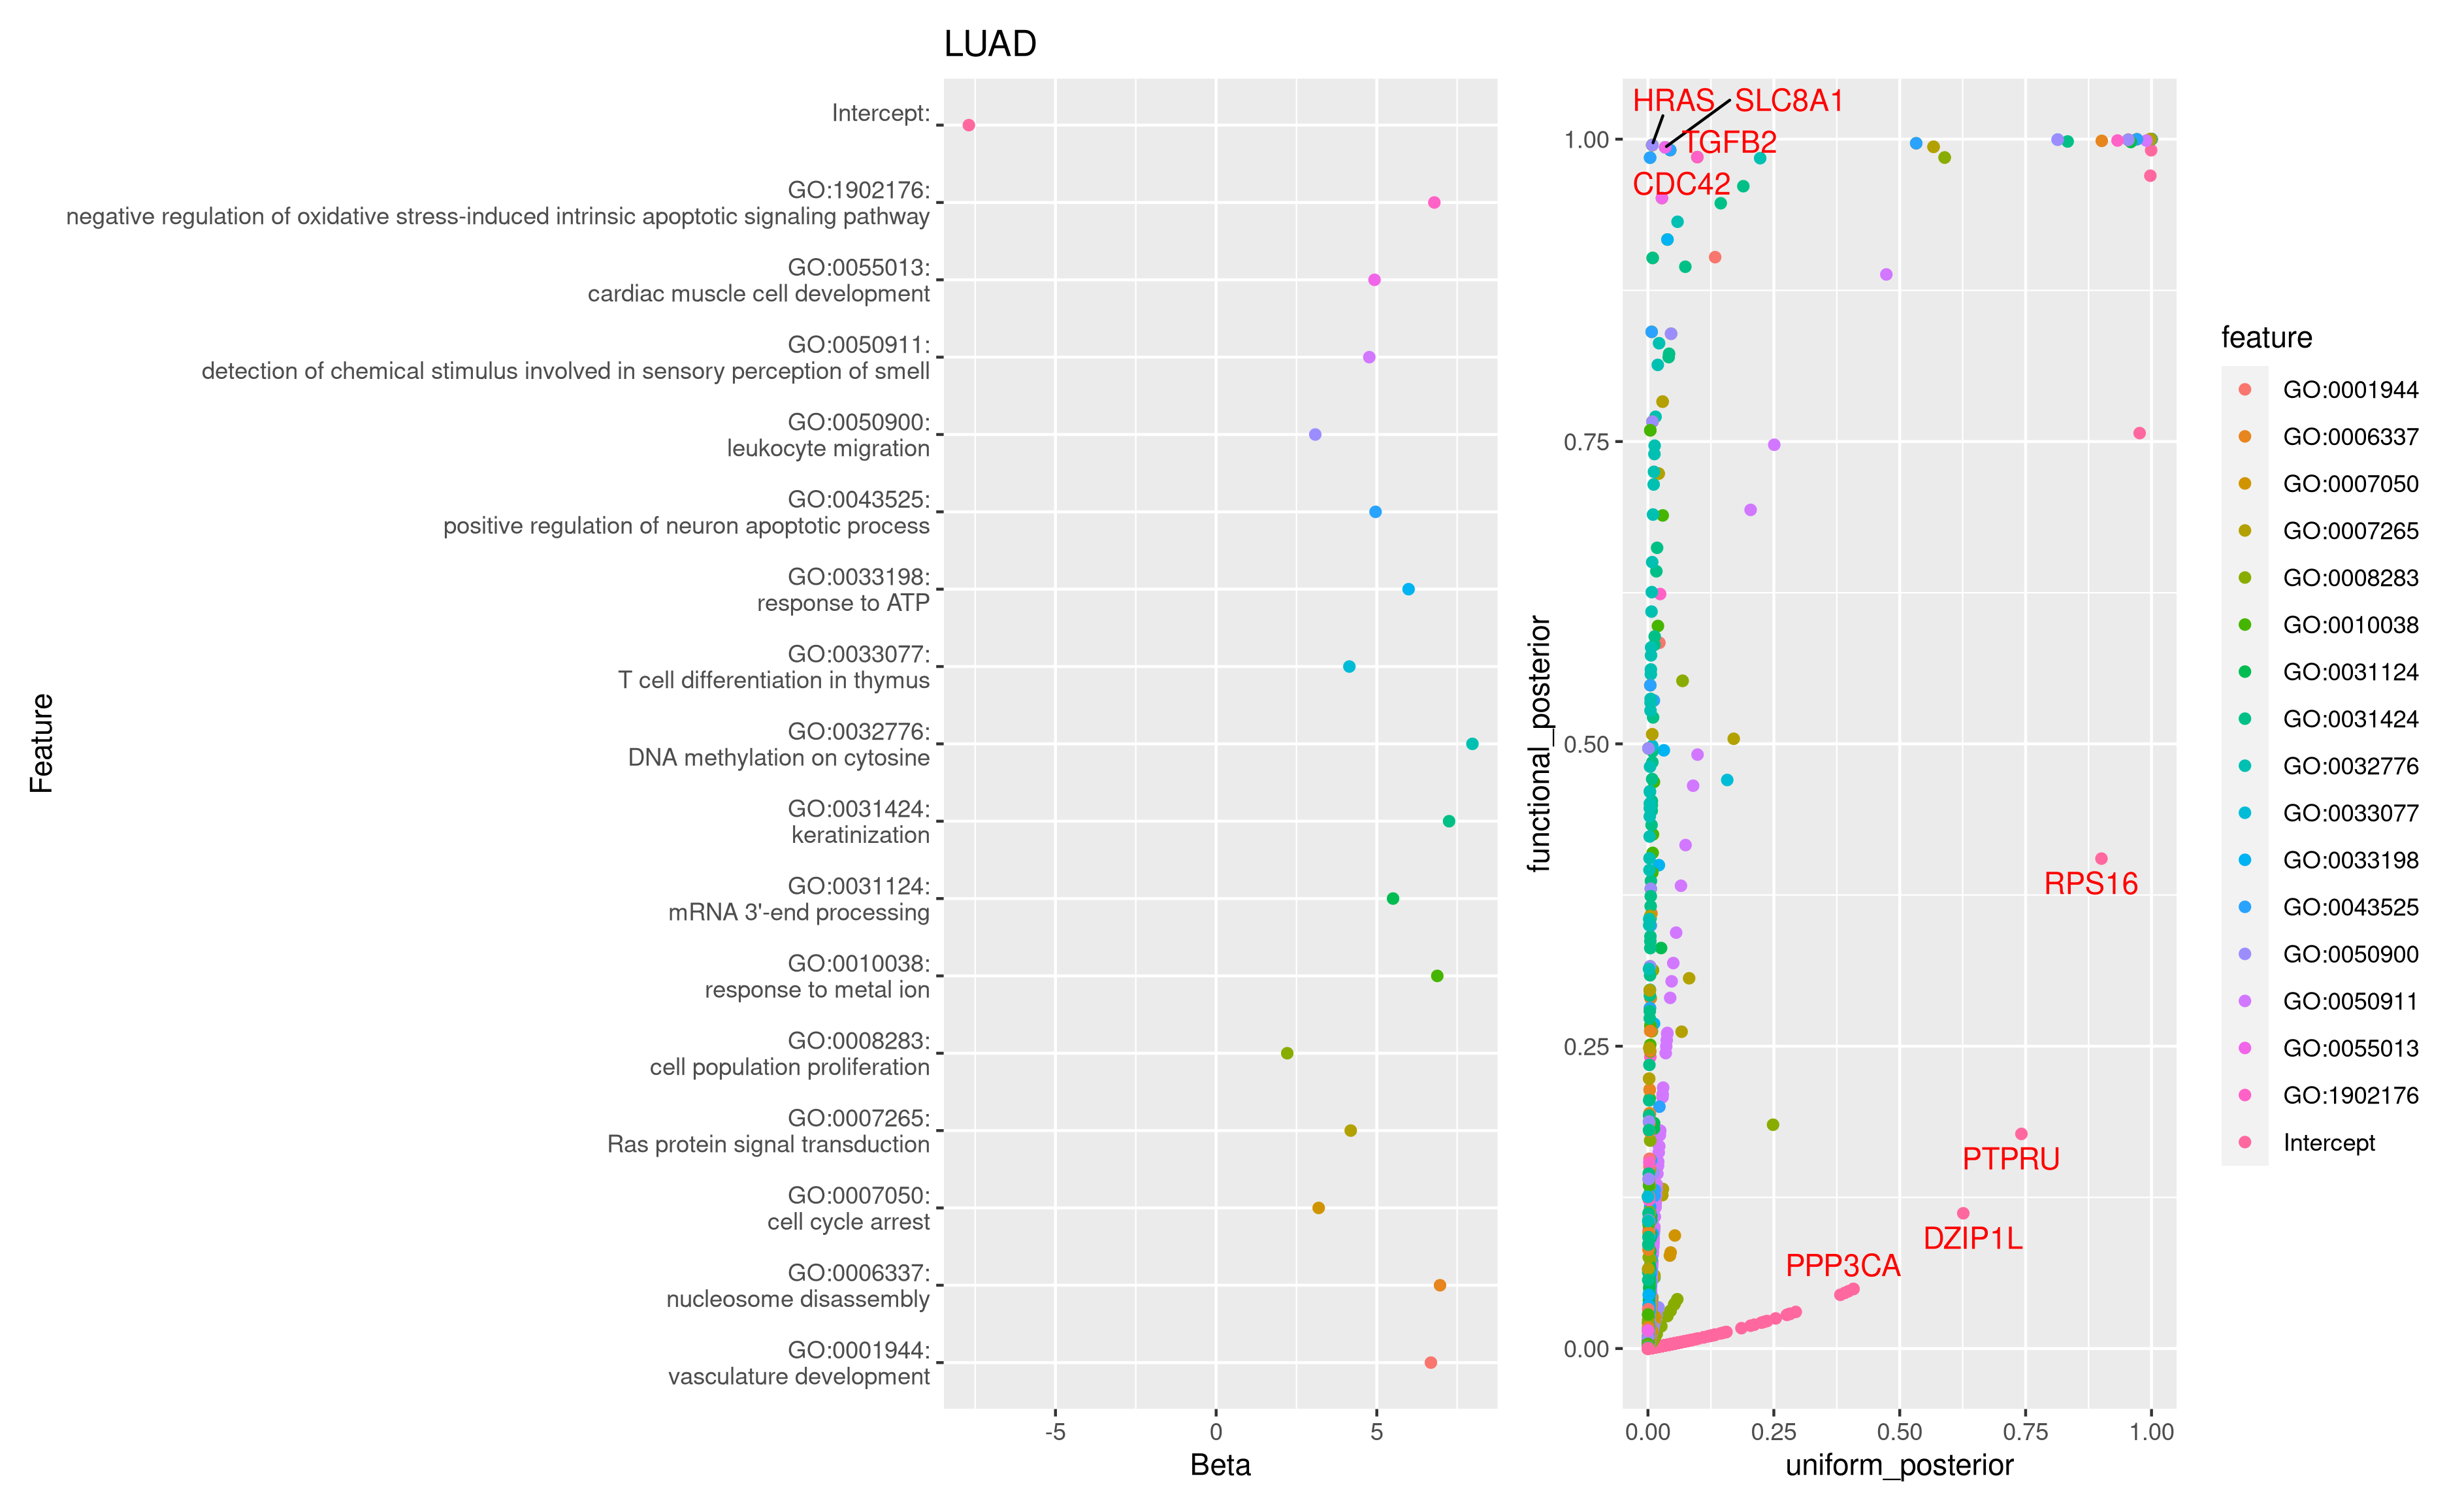 LUAD
Feature
Intercept:
GO:1902176:
negative regulation of oxidative stress-induced intrinsic apoptotic signaling pathway
GO:0055013:
cardiac muscle cell development
GO:0050911:
detection of chemical stimulus involved in sensory perception of smell
GO:0050900:
leukocyte migration
GO:0043525:
positive regulation of neuron apoptotic process
GO:0033198:
response to ATP
GO:0033077:
T cell differentiation in thymus
GO:0032776:
DNA methylation on cytosine
GO:0031424:
keratinization
GO:0031124:
mRNA 3'-end processing
GO:0010038:
response to metal ion
GO:0008283:
cell population proliferation
GO:0007265:
Ras protein signal transduction
GO:0007050:
cell cycle arrest
GO:0006337:
nucleosome disassembly
GO:0001944:
vasculature development
-5 0 5
Beta
functional_posterior
1.00
0.75
0.50
0.25
0.00
HRAS SLC8A1
TGFB2
CDC42
RPS16
PTPRU
DZIP1L
PPP3CA
0.00 0.25 0.50 0.75 1.00
uniform_posterior
feature
GO:0001944
GO:0006337
GO:0007050
GO:0007265
GO:0008283
GO:0010038
GO:0031124
GO:0031424
GO:0032776
GO:0033077
GO:0033198
GO:0043525
GO:0050900
GO:0050911
GO:0055013
GO:1902176
Intercept